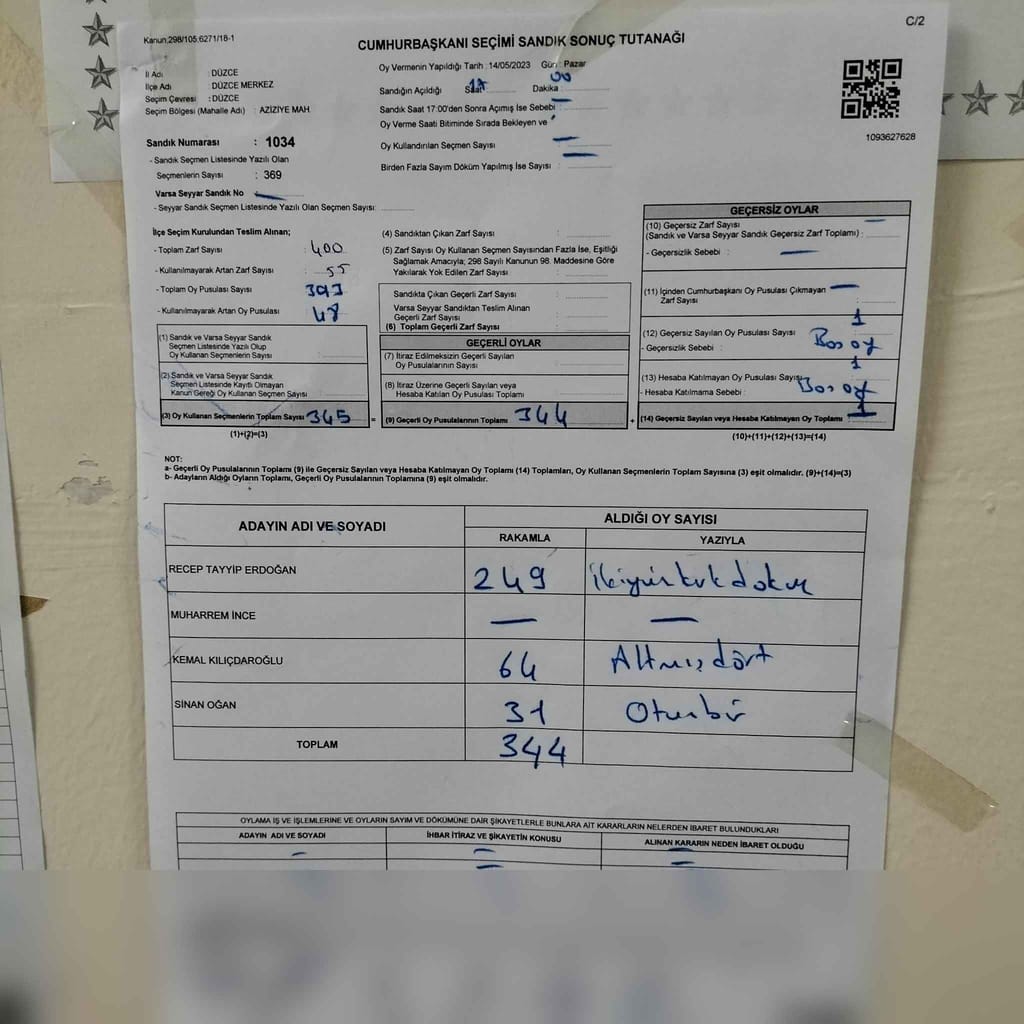 C/2
Kanun,298/105,6271/18-1
CUMHURBAŞKANI SEÇİMİ SANDIK SONUÇ TUTANAĞI
İl Adı : DÜZCE
İlçe Adı : DÜZCE MERKEZ
Seçim Çevresi : DÜZCE
Seçim Bölgesi (Mahalle Adı) : AZİZİYE MAH
Oy Vermenin Yapıldığı Tarih : 14/05/2023 Gün : Pazar
Sandığın Açıldığı Saat Dakika 00
Sandık Saat 17:00'den Sonra Açımış İse Sebebi :
Oy Verme Saati Bitiminde Sırada Bekleyen ve
Oy Kullandırılan Seçmen Sayısı
Birden Fazla Sayım Döküm Yapılmış İse Sayısı :
1093627628
Sandık Numarası : 1034
- Sandık Seçmen Listesinde Yazılı Olan
Seçmenlerin Sayısı : 369
Varsa Seyyar Sandık No
- Seyyar Sandık Seçmen Listesinde Yazılı Olan Seçmen Sayısı:
İlçe Seçim Kurulundan Teslim Alınan;
- Toplam Zarf Sayısı : 400
- Kullanılmayarak Artan Zarf Sayısı : 55
- Toplam Oy Pusulası Sayısı : 393
- Kullanılmayarak Artan Oy Pusulası : 48
(1) Sandık ve Varsa Seyyar Sandık
Seçmen Listesinde Yazılı Olup
Oy Kullanan Seçmenlerin Sayısı :
(2) Sandık ve Varsa Seyyar Sandık
Seçmen Listesinde Kayıtlı Olmayan
Kanun Gereği Oy Kullanan Seçmen Sayısı :
(3) Oy Kullanan Seçmenlerin Toplam Sayısı : 345 =
(1)+(2)=(3)
(4) Sandıktan Çıkan Zarf Sayısı :
(5) Zarf Sayısı Oy Kullanan Seçmen Sayısından Fazla İse, Eşitliği
Sağlamak Amacıyla; 298 Sayılı Kanunun 98. Maddesine Göre
Yakılarak Yok Edilen Zarf Sayısı :
Sandıkta Çıkan Geçerli Zarf Sayısı :
Varsa Seyyar Sandıktan Teslim Alınan
Geçerli Zarf Sayısı :
(6) Toplam Geçerli Zarf Sayısı :
GEÇERLİ OYLAR
(7) İtiraz Edilmeksizin Geçerli Sayılan
Oy Pusulalarının Sayısı :
(8) İtiraz Üzerine Geçerli Sayılan veya
Hesaba Katılan Oy Pusulası Toplamı :
(9) Geçerli Oy Pusulalarının Toplamı : 344 +
GEÇERSİZ OYLAR
(10) Geçersiz Zarf Sayısı
(Sandık ve Varsa Seyyar Sandık Geçersiz Zarf Toplamı) :
- Geçersizlik Sebebi :
(11) İçinden Cumhurbaşkanı Oy Pusulası Çıkmayan
Zarf Sayısı :
(12) Geçersiz Sayılan Oy Pusulası Sayısı : 1
- Geçersizlik Sebebi : Boş oy
(13) Hesaba Katılmayan Oy Pusulası Sayısı : 1
- Hesaba Katılmama Sebebi : Boş oy
(14) Geçersiz Sayılan veya Hesaba Katılmayan Oy Toplamı : 1
(10)+(11)+(12)+(13)=(14)
NOT:
a- Geçerli Oy Pusulalarının Toplamı (9) ile Geçersiz Sayılan veya Hesaba Katılmayan Oy Toplamı (14) Toplamları, Oy Kullanan Seçmenlerin Toplam Sayısına (3) eşit olmalıdır. (9)+(14)=(3)
b- Adayların Aldığı Oyların Toplamı, Geçerli Oy Pusulalarının Toplamına (9) eşit olmalıdır.
ADAYIN ADI VE SOYADI ALDIĞI OY SAYISI
RAKAMLA YAZIYLA
RECEP TAYYİP ERDOĞAN 249 ikiyüzkırkdokuz
MUHARREM İNCE —
KEMAL KILIÇDAROĞLU 64 Altmışdört
SİNAN OĞAN 31 Otuzbir
TOPLAM 344
OYLAMA İŞ VE İŞLEMLERİNE VE OYLARIN SAYIM VE DÖKÜMÜNE DAİR ŞİKAYETLERLE BUNLARA AİT KARARLARIN NELERDEN İBARET BULUNDUKLARI
ADAYIN ADI VE SOYADI İHBAR İTİRAZ VE ŞİKAYETİN KONUSU ALINAN KARARIN NEDEN İBARET OLDUĞU